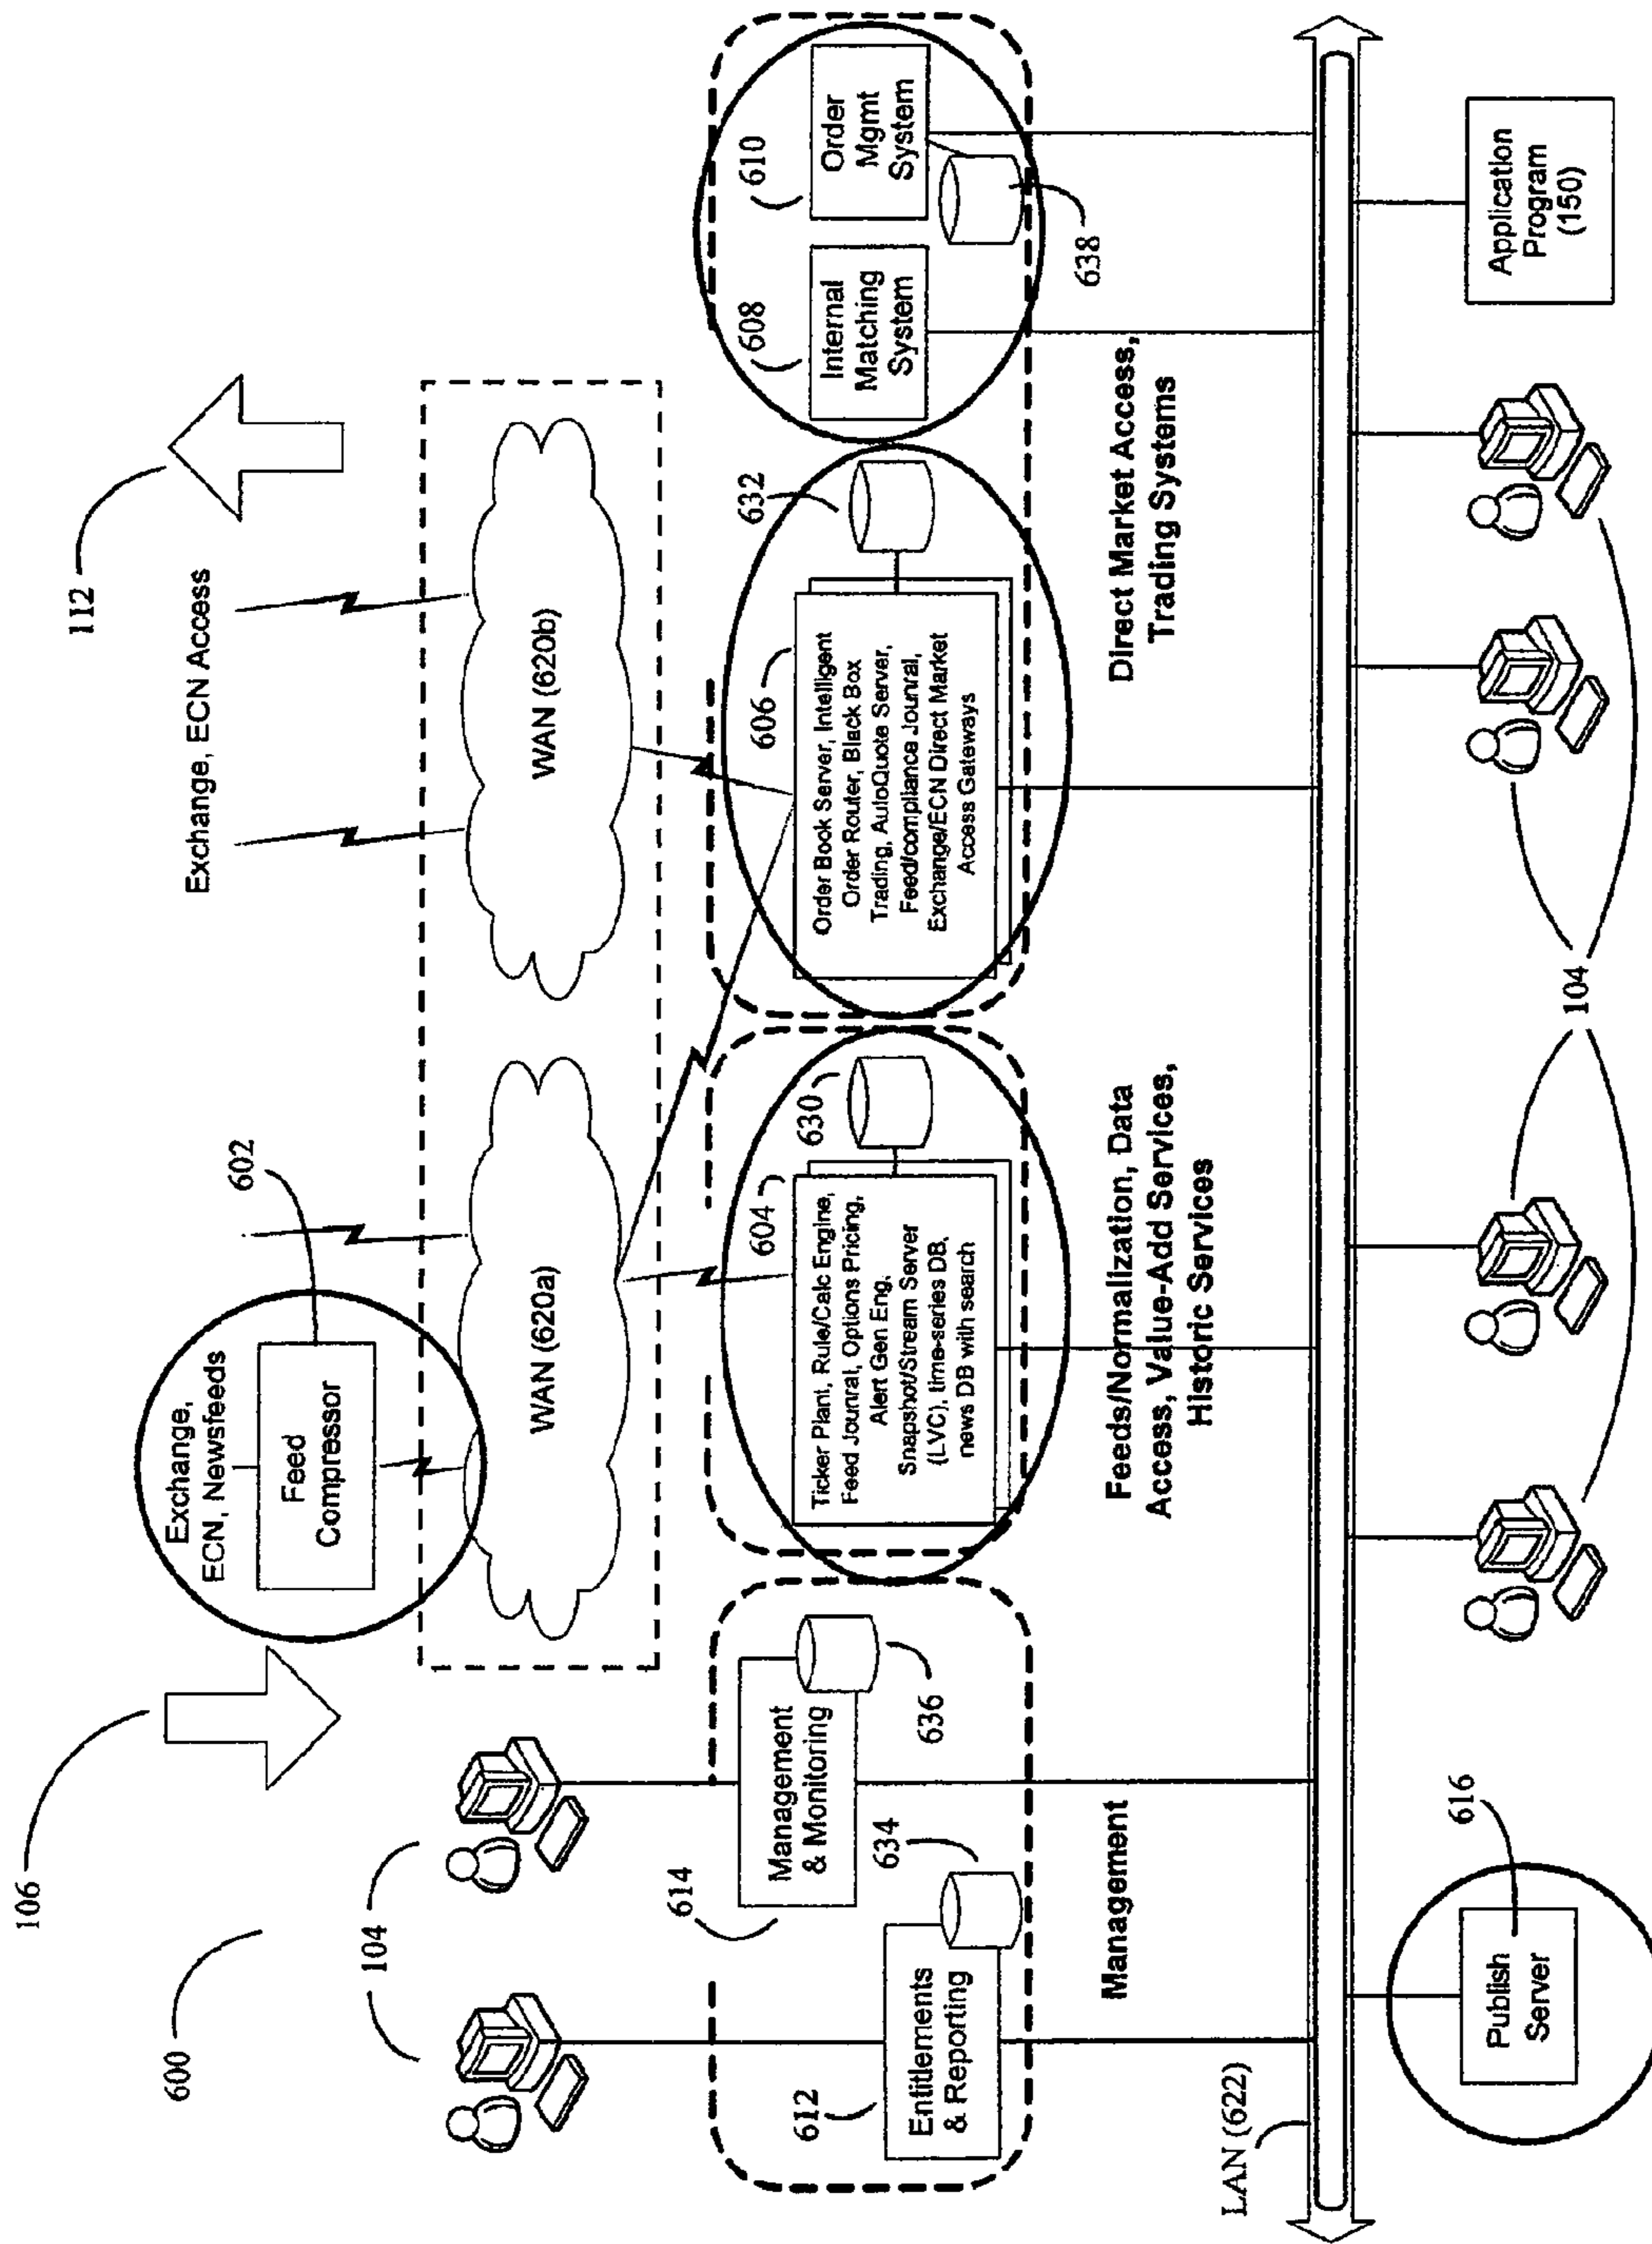 600
106
112
Exchange,
ECN, Newsfeeds
Feed
Compressor
602
Exchange, ECN Access
104
WAN (620a)
WAN (620b)
614
Management
& Monitoring
636
612
Entitlements
& Reporting
634
604
Ticker Plant, Rule/Calc Engine,
Feed Jounral, Options Pricing,
Alert Gen Eng,
Snapshot/Stream Server
(LVC), time-series DB,
news DB with search
630
606
Order Book Server, Intelligent
Order Router, Black Box
Trading, AutoQuote Server,
Feed/compliance Jounral,
Exchange/ECN Direct Market
Access Gateways
632
608
Internal
Matching
System
610
Order
Mgmt
System
638
Management
Feeds/Normalization, Data
Access, Value-Add Services,
Historic Services
Direct Market Access,
Trading Systems
LAN (622)
Publish
Server
616
104
Application
Program
(150)